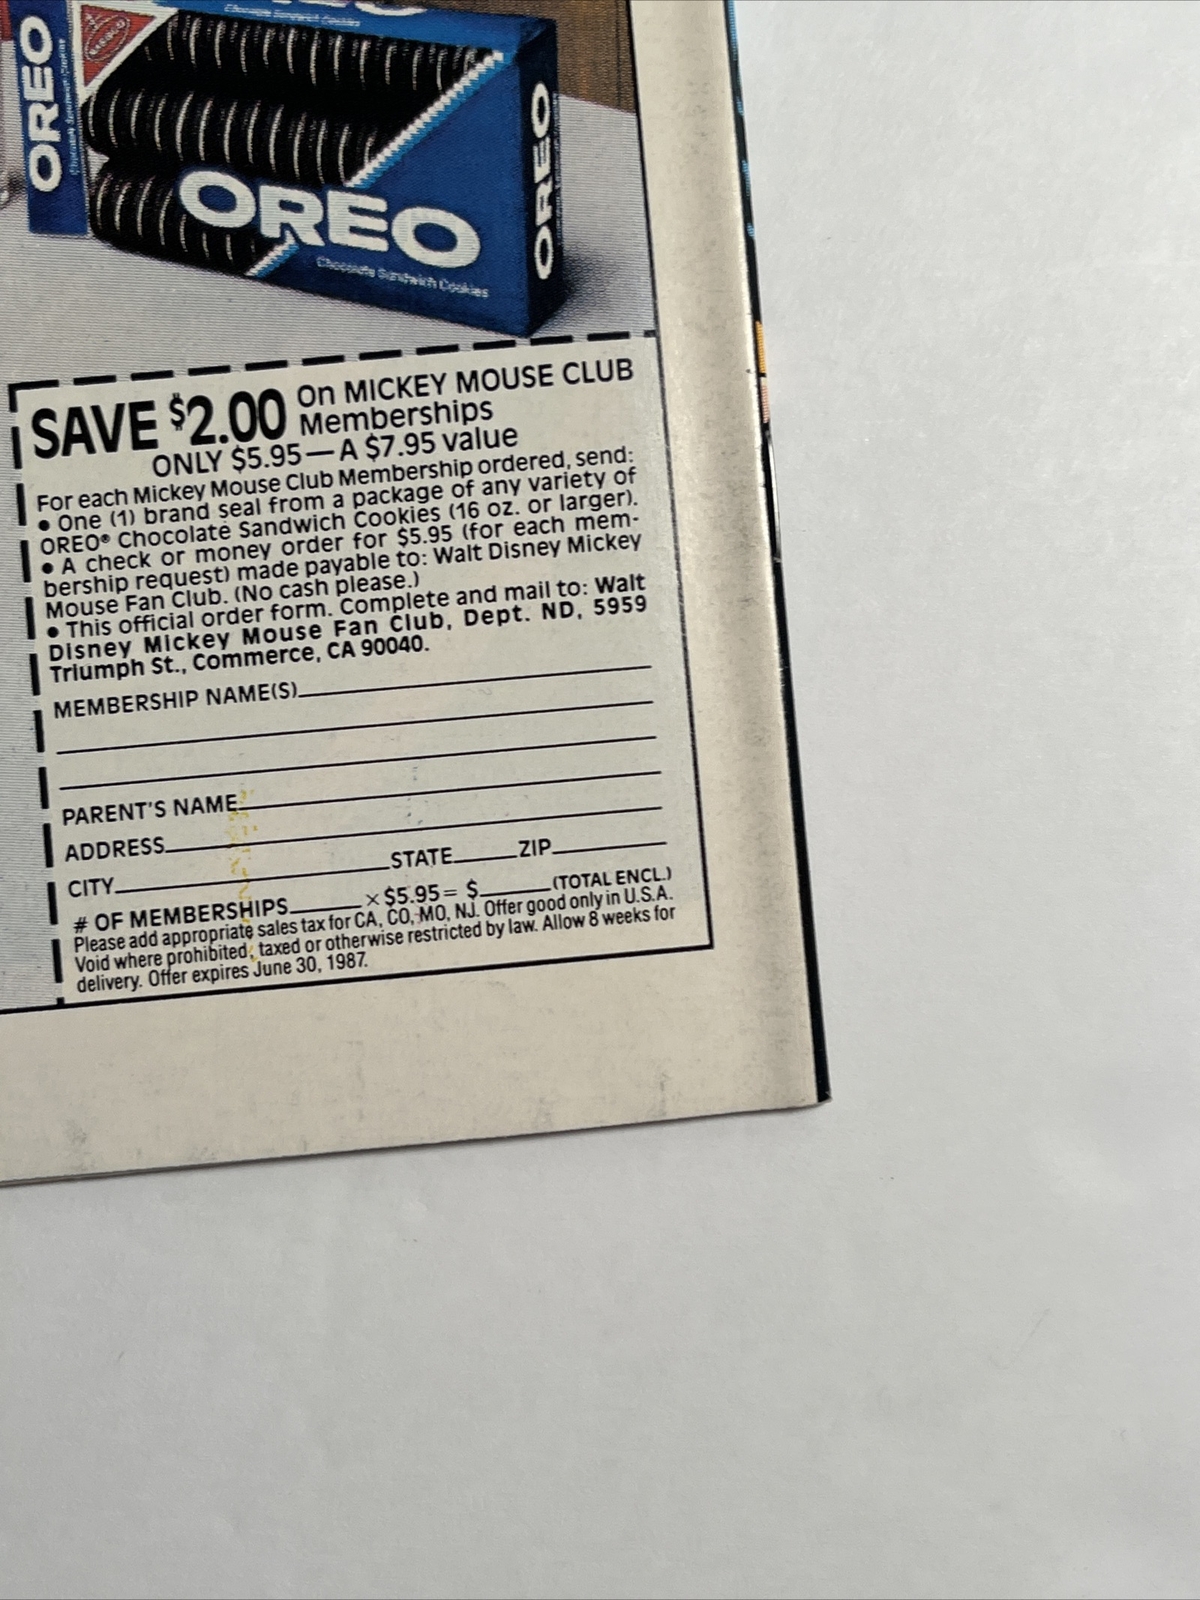 Chocolate Sandwich Cookies
NABISCO
OREO
Chocolate Sandwich Cookies
OREO
Chocolate Sandwich Cookies
OREO
SAVE $2.00 On MICKEY MOUSE CLUB
Memberships
ONLY $5.95—A $7.95 value
For each Mickey Mouse Club Membership ordered, send:
• One (1) brand seal from a package of any variety of
OREO® Chocolate Sandwich Cookies (16 oz. or larger).
• A check or money order for $5.95 (for each mem-
bership request) made payable to: Walt Disney Mickey
Mouse Fan Club. (No cash please.)
• This official order form. Complete and mail to: Walt
Disney Mickey Mouse Fan Club, Dept. ND, 5959
Triumph St., Commerce, CA 90040.
MEMBERSHIP NAME(S)
PARENT'S NAME
ADDRESS
CITY STATE ZIP
# OF MEMBERSHIPS × $5.95 = $ (TOTAL ENCL.)
Please add appropriate sales tax for CA, CO, MO, NJ. Offer good only in U.S.A.
Void where prohibited, taxed or otherwise restricted by law. Allow 8 weeks for
delivery. Offer expires June 30, 1987.